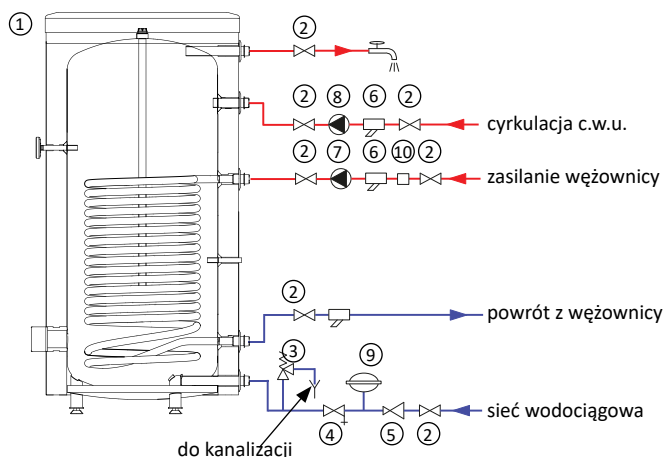 1
2
2 8 6 2
cyrkulacja c.w.u.
2 7 6 10 2
zasilanie wężownicy
2
powrót z wężownicy
3 9
sieć wodociągowa
4 5 2
do kanalizacji